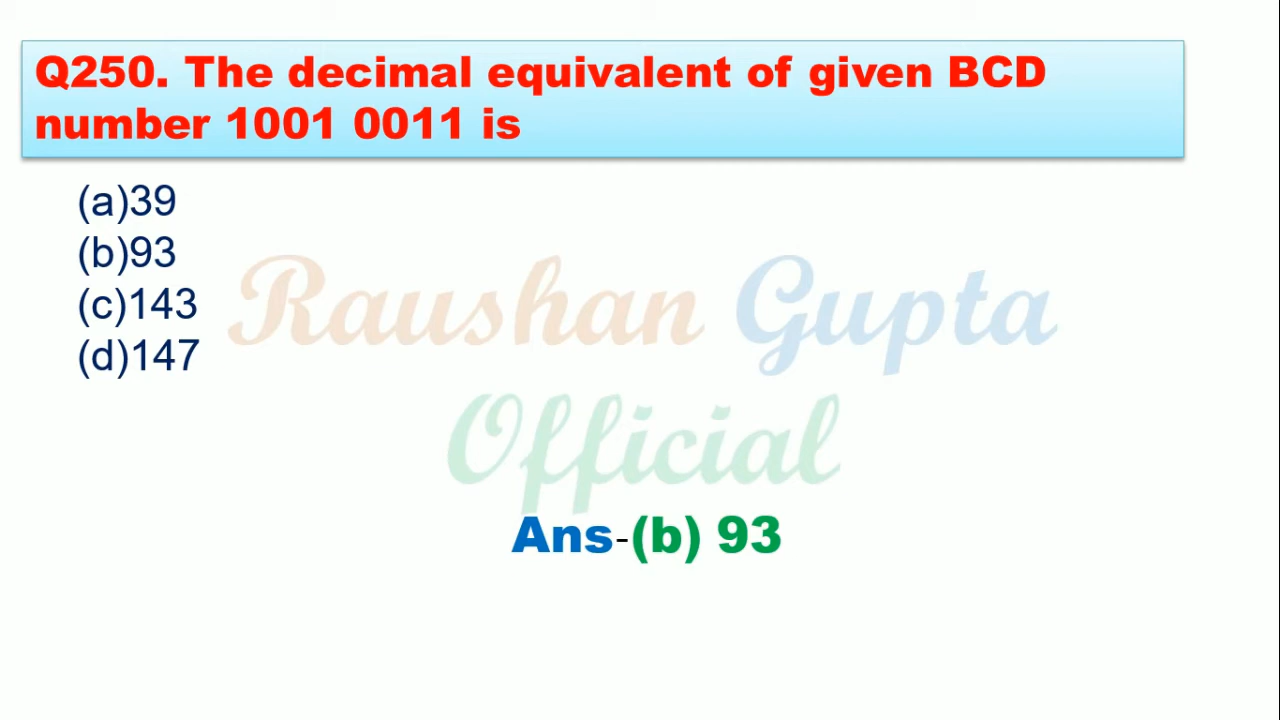 Q250. The decimal equivalent of given BCD
number 1001 0011 is
(a)39
(b)93
(c)143
(d)147
Raushan Gupta
Official
Ans-(b) 93